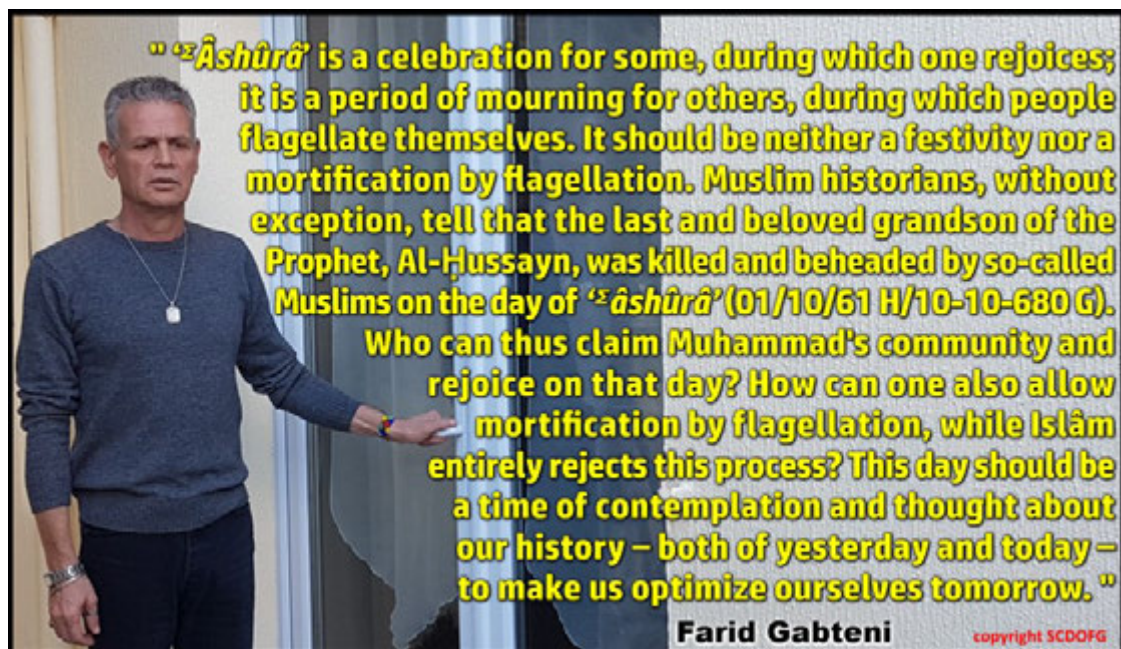 " ‘ᵟÂshûrâ’ is a celebration for some, during which one rejoices;
it is a period of mourning for others, during which people
flagellate themselves. It should be neither a festivity nor a
mortification by flagellation. Muslim historians, without
exception, tell that the last and beloved grandson of the
Prophet, Al-Ḥussayn, was killed and beheaded by so-called
Muslims on the day of ‘ᵟâshûrâ’ (01/10/61 H/10-10-680 G).
Who can thus claim Muhammad's community and
rejoice on that day? How can one also allow
mortification by flagellation, while Islâm
entirely rejects this process? This day should be
a time of contemplation and thought about
our history – both of yesterday and today –
to make us optimize ourselves tomorrow. "
Farid Gabteni
copyright SCDOFG